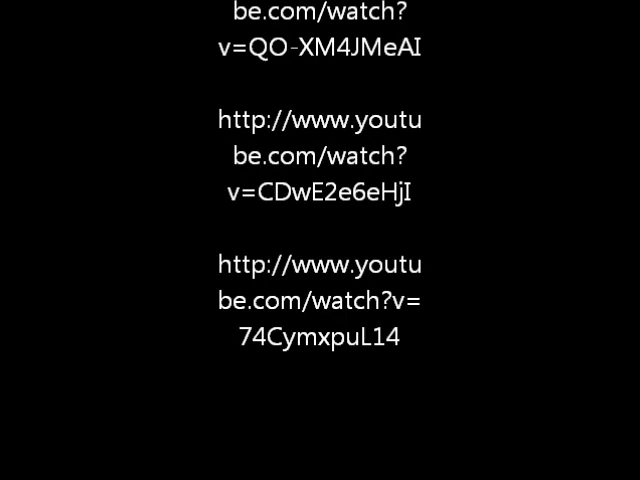 be.com/watch?
v=QO-XM4JMeAI
http://www.youtu
be.com/watch?
v=CDwE2e6eHjI
http://www.youtu
be.com/watch?v=
74CymxpuL14